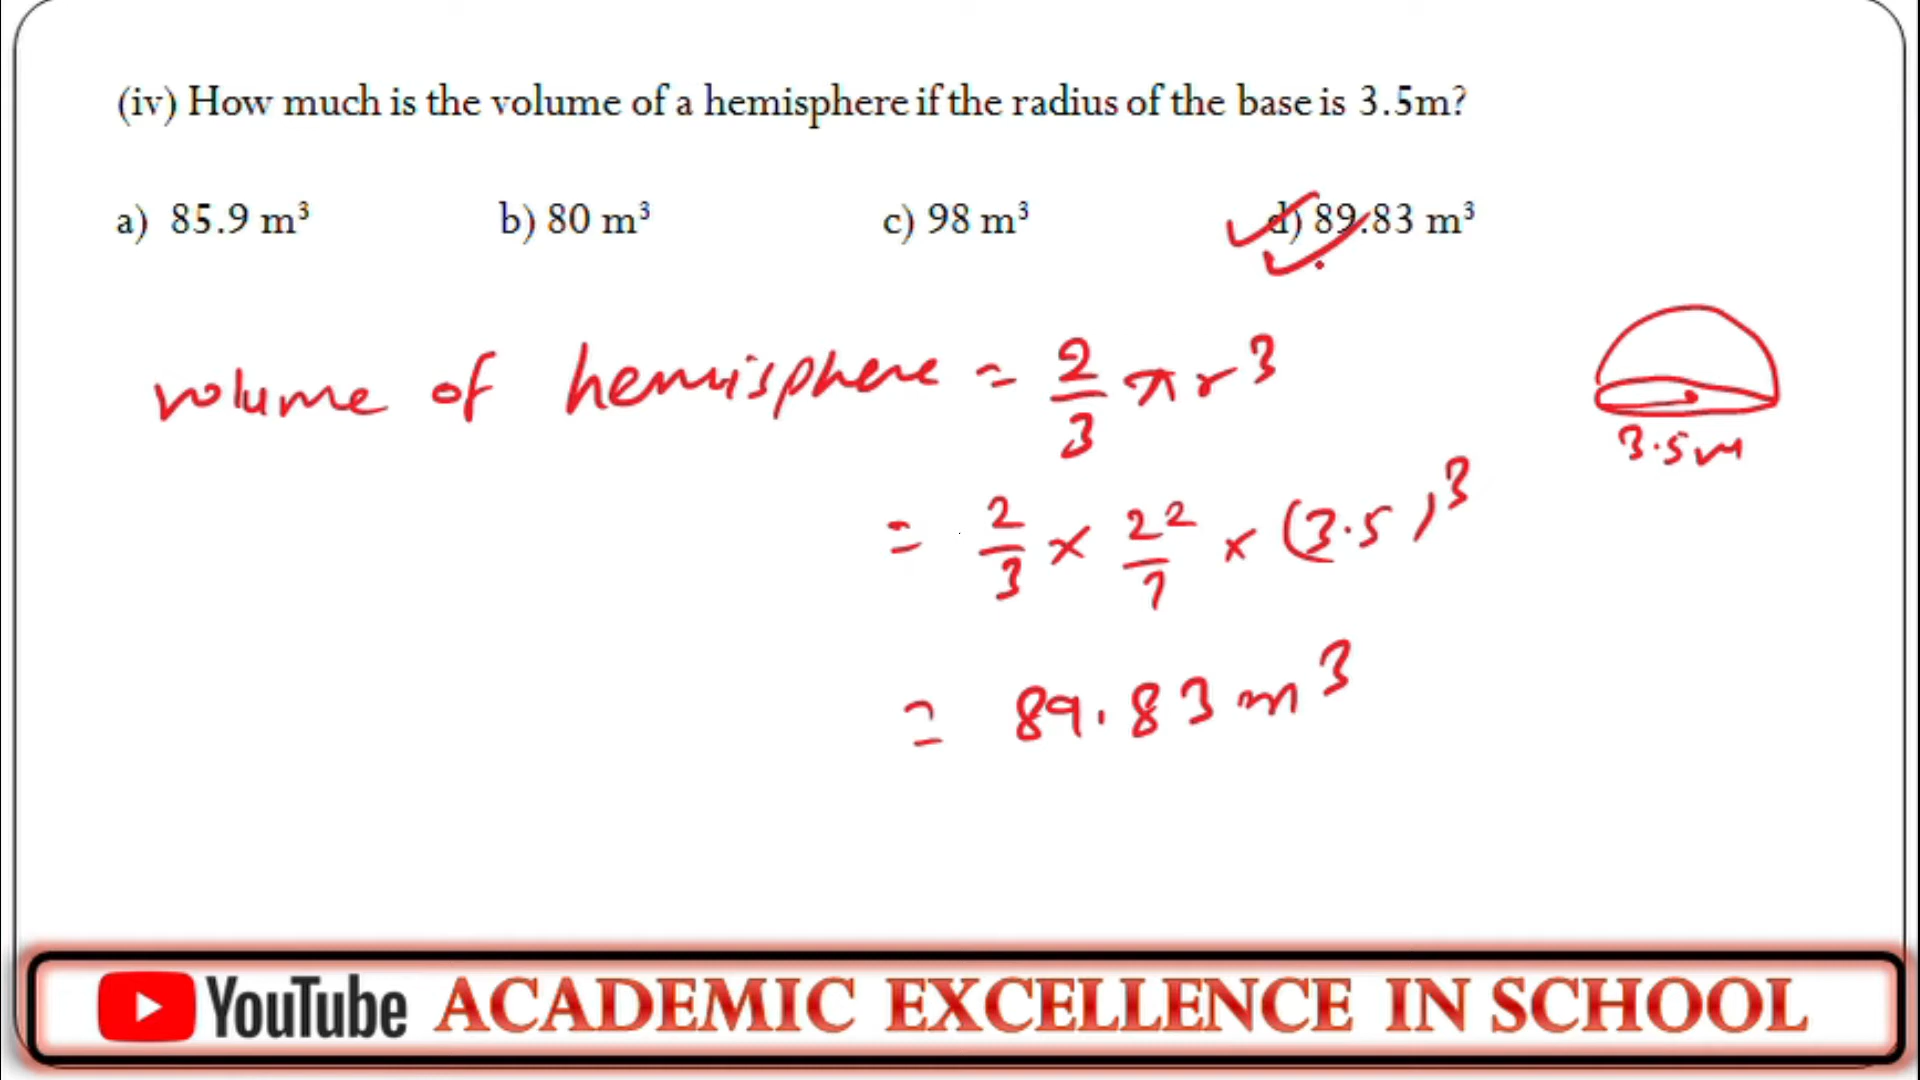 (iv) How much is the volume of a hemisphere if the radius of the base is 3.5m?
a) 85.9 m³ b) 80 m³ c) 98 m³ d) 89.83 m³
volume of hemisphere = 2/3 π r³
3.5m
= 2/3 × 22/7 × (3.5)³
= 89.83 m³
YouTube ACADEMIC EXCELLENCE IN SCHOOL